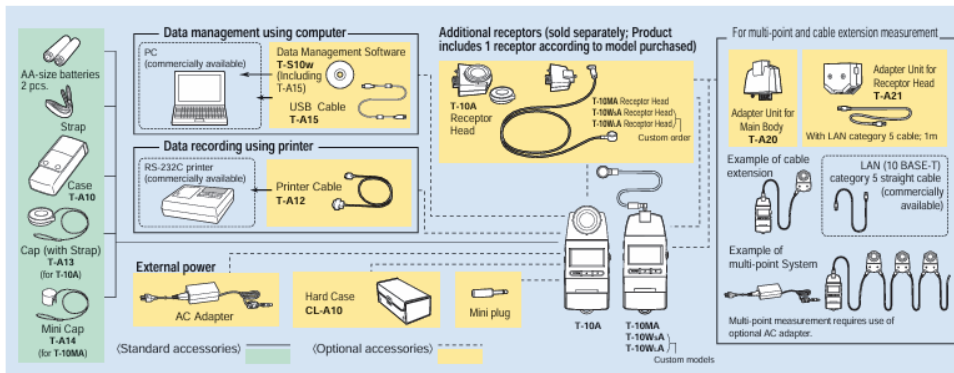 AA-size batteries
2 pcs.
Strap
Case
T-A10
Cap (with Strap)
T-A13
(for T-10A)
Mini Cap
T-A14
(for T-10MA)
Data management using computer
PC
(commercially available)
Data Management Software
T-S10w
(Including
T-A15)
USB Cable
T-A15
Data recording using printer
RS-232C printer
(commercially available)
Printer Cable
T-A12
External power
AC Adapter
Hard Case
CL-A10
Mini plug
〈Standard accessories〉
〈Optional accessories〉
Additional receptors (sold separately; Product
includes 1 receptor according to model purchased)
T-10A
Receptor
Head
T-10MA Receptor Head
T-10WsA Receptor Head
T-10WLA Receptor Head
Custom order
T-10A
T-10MA
T-10WsA
T-10WLA
Custom models
For multi-point and cable extension measurement
Adapter Unit for
Main Body
T-A20
Adapter Unit for
Receptor Head
T-A21
With LAN category 5 cable; 1m
Example of cable
extension
LAN (10 BASE-T)
category 5 straight cable
(commercially
available)
Example of
multi-point System
Multi-point measurement requires use of
optional AC adapter.